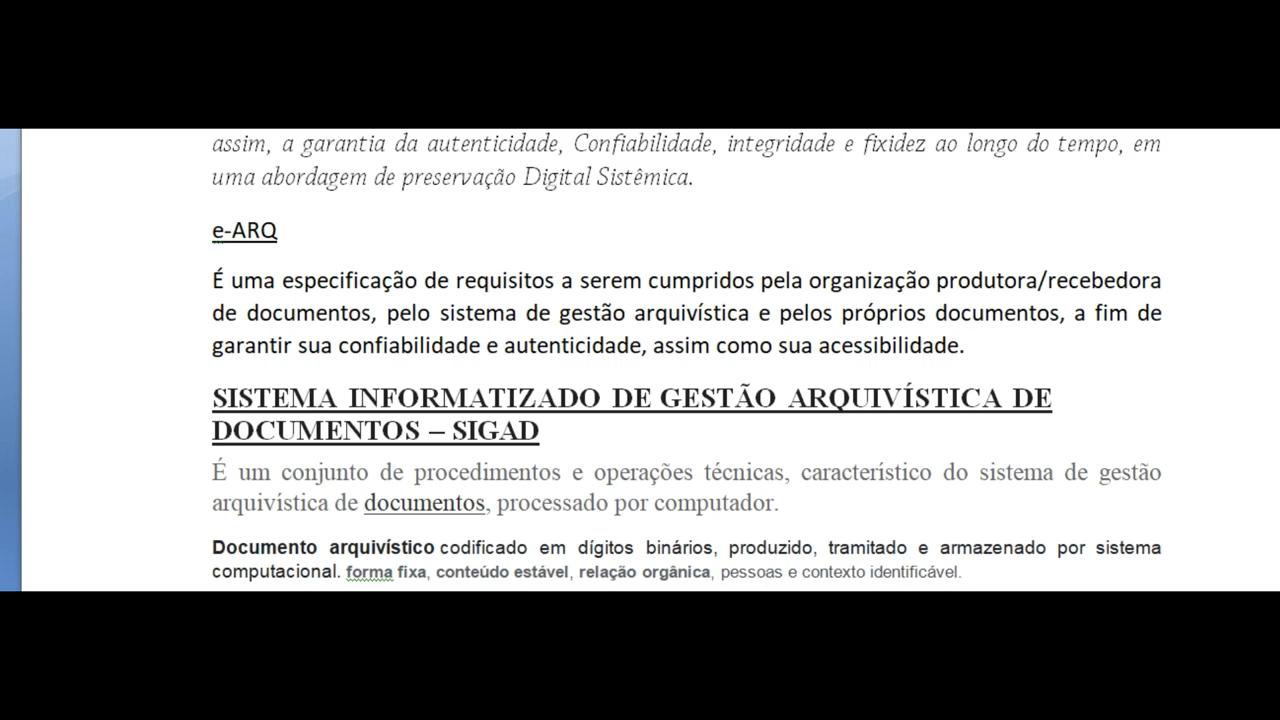 assim, a garantia da autenticidade, Confiabilidade, integridade e fixidez ao longo do tempo, em
uma abordagem de preservação Digital Sistêmica.
e-ARQ
É uma especificação de requisitos a serem cumpridos pela organização produtora/recebedora
de documentos, pelo sistema de gestão arquivística e pelos próprios documentos, a fim de
garantir sua confiabilidade e autenticidade, assim como sua acessibilidade.
SISTEMA INFORMATIZADO DE GESTÃO ARQUIVÍSTICA DE
DOCUMENTOS – SIGAD
É um conjunto de procedimentos e operações técnicas, característico do sistema de gestão
arquivística de documentos, processado por computador.
Documento arquivístico codificado em dígitos binários, produzido, tramitado e armazenado por sistema
computacional. forma fixa, conteúdo estável, relação orgânica, pessoas e contexto identificável.